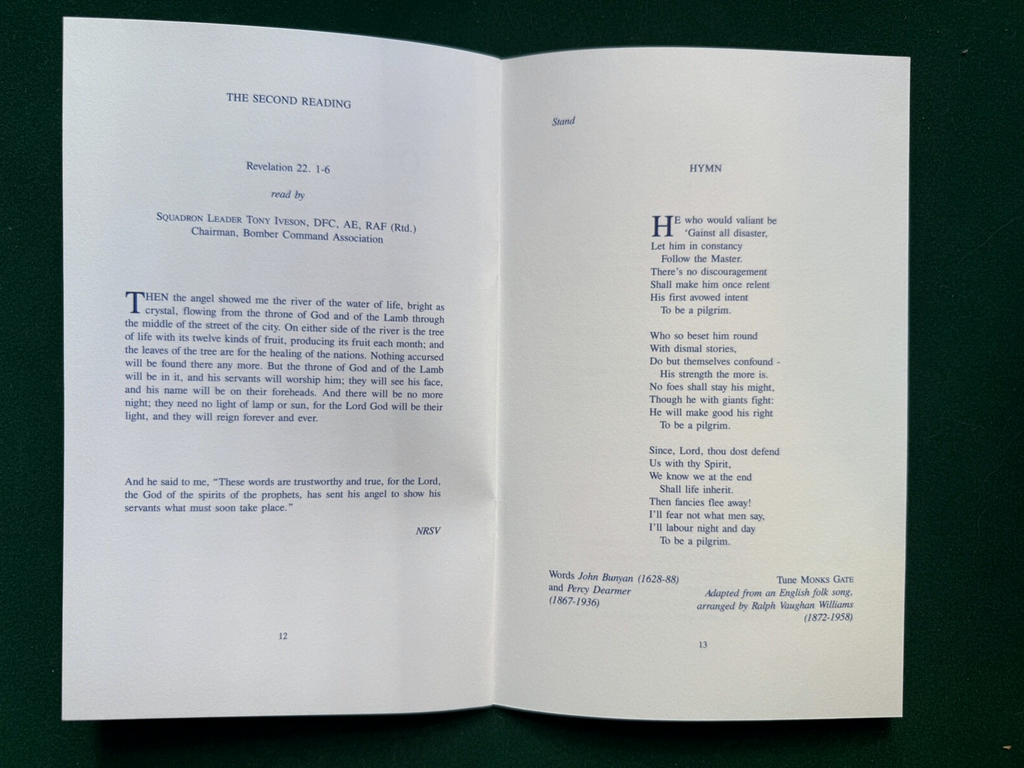 THE SECOND READING
Revelation 22. 1-6
read by
SQUADRON LEADER TONY IVESON, DFC, AE, RAF (Rtd.)
Chairman, Bomber Command Association
THEN the angel showed me the river of the water of life, bright as
crystal, flowing from the throne of God and of the Lamb through
the middle of the street of the city. On either side of the river is the tree
of life with its twelve kinds of fruit, producing its fruit each month; and
the leaves of the tree are for the healing of the nations. Nothing accursed
will be found there any more. But the throne of God and of the Lamb
will be in it, and his servants will worship him; they will see his face,
and his name will be on their foreheads. And there will be no more
night; they need no light of lamp or sun, for the Lord God will be their
light, and they will reign forever and ever.
And he said to me, “These words are trustworthy and true, for the Lord,
the God of the spirits of the prophets, has sent his angel to show his
servants what must soon take place.”
NRSV
12
Stand
HYMN
HE who would valiant be
‘Gainst all disaster,
Let him in constancy
Follow the Master.
There’s no discouragement
Shall make him once relent
His first avowed intent
To be a pilgrim.
Who so beset him round
With dismal stories,
Do but themselves confound -
His strength the more is.
No foes shall stay his might,
Though he with giants fight:
He will make good his right
To be a pilgrim.
Since, Lord, thou dost defend
Us with thy Spirit,
We know we at the end
Shall life inherit.
Then fancies flee away!
I’ll fear not what men say,
I’ll labour night and day
To be a pilgrim.
Words John Bunyan (1628-88)
and Percy Dearmer
(1867-1936)
Tune MONKS GATE
Adapted from an English folk song,
arranged by Ralph Vaughan Williams
(1872-1958)
13